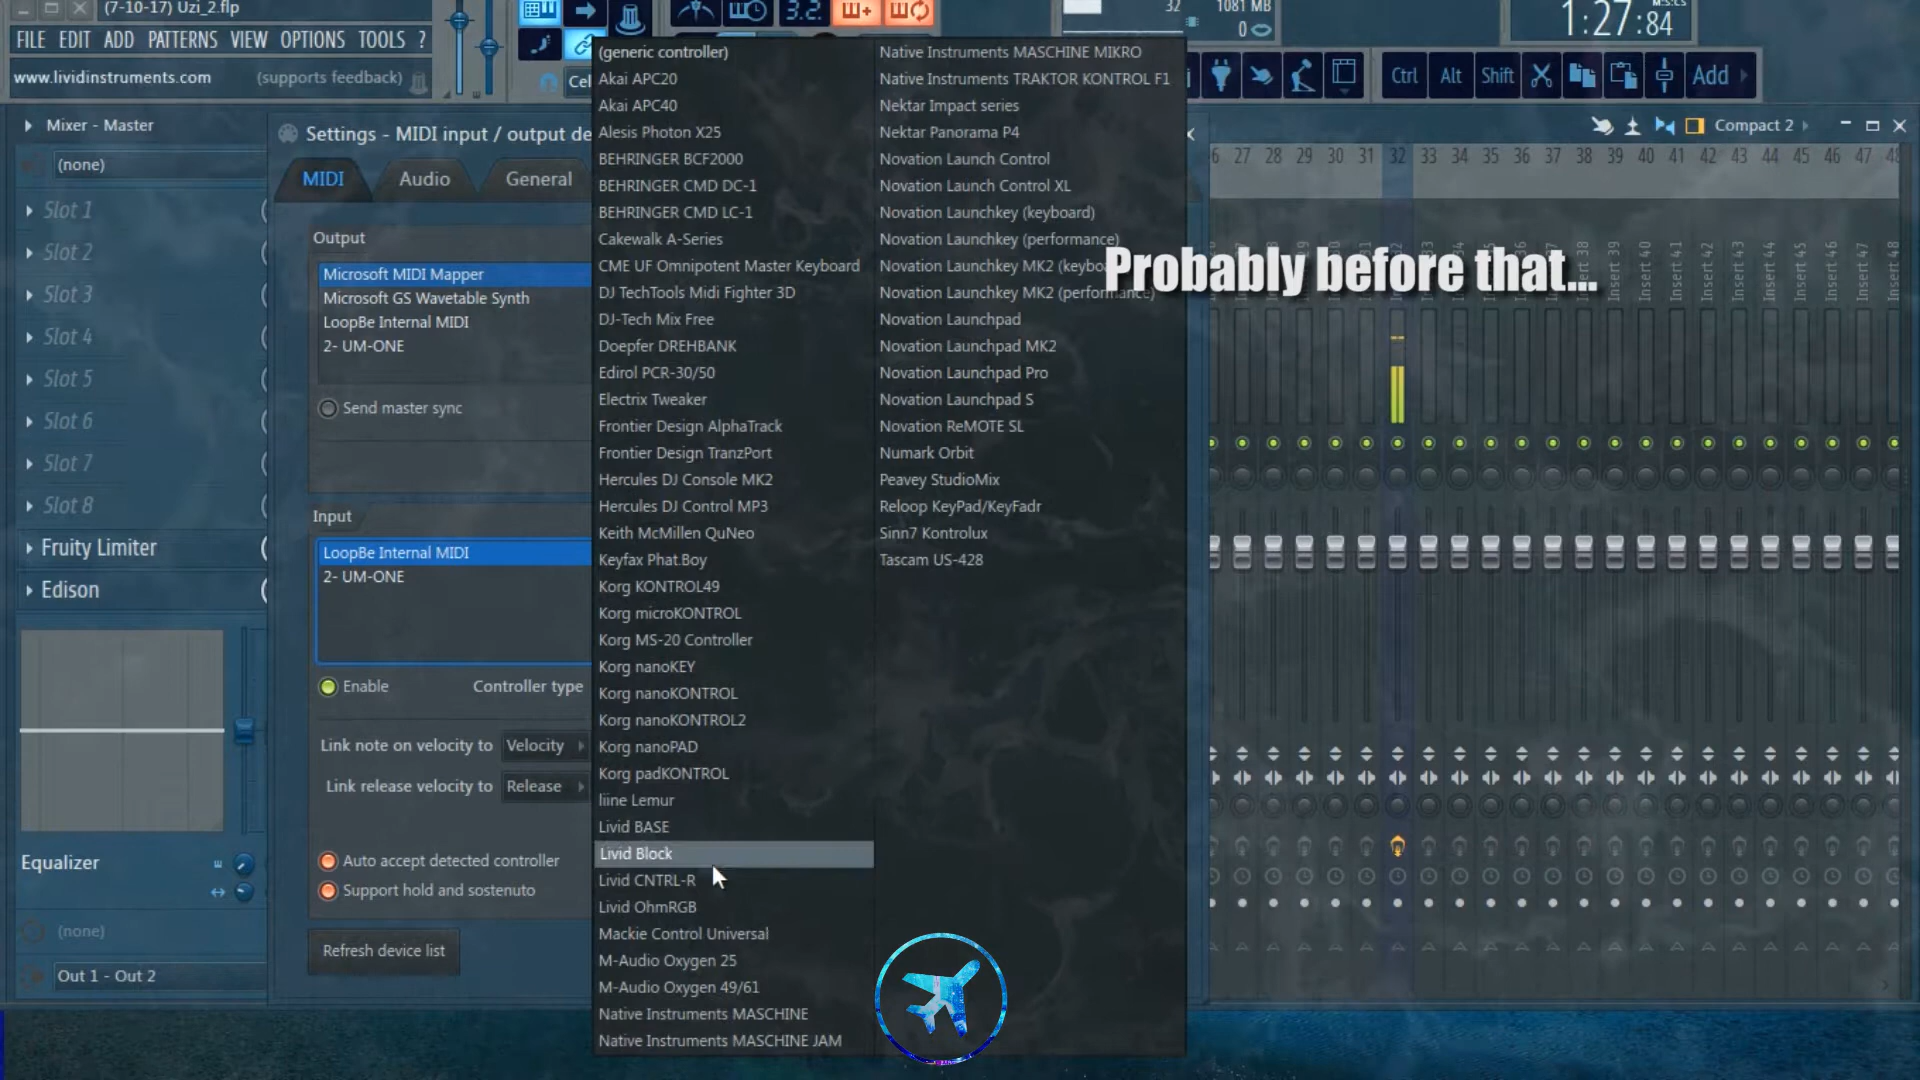 (7-10-17) Uzi_2.flp
FILE EDIT ADD PATTERNS VIEW OPTIONS TOOLS ?
www.lividinstruments.com (supports feedback)
3.2.
32
1081 MB
0
M:S:CS
1:27:84
Ctrl Alt Shift Add
Mixer - Master
(none)
Slot 1
Slot 2
Slot 3
Slot 4
Slot 5
Slot 6
Slot 7
Slot 8
Fruity Limiter
Edison
Equalizer
(none)
Out 1 - Out 2
Settings - MIDI input / output de
MIDI Audio General
Output
Microsoft MIDI Mapper
Microsoft GS Wavetable Synth
LoopBe Internal MIDI
2- UM-ONE
Send master sync
Input
LoopBe Internal MIDI
2- UM-ONE
Enable Controller type
Link note on velocity to Velocity
Link release velocity to Release
Auto accept detected controller
Support hold and sostenuto
Refresh device list
(generic controller)
Akai APC20
Akai APC40
Alesis Photon X25
BEHRINGER BCF2000
BEHRINGER CMD DC-1
BEHRINGER CMD LC-1
Cakewalk A-Series
CME UF Omnipotent Master Keyboard
DJ TechTools Midi Fighter 3D
DJ-Tech Mix Free
Doepfer DREHBANK
Edirol PCR-30/50
Electrix Tweaker
Frontier Design AlphaTrack
Frontier Design TranzPort
Hercules DJ Console MK2
Hercules DJ Control MP3
Keith McMillen QuNeo
Keyfax Phat.Boy
Korg KONTROL49
Korg microKONTROL
Korg MS-20 Controller
Korg nanoKEY
Korg nanoKONTROL
Korg nanoKONTROL2
Korg nanoPAD
Korg padKONTROL
liine Lemur
Livid BASE
Livid Block
Livid CNTRL-R
Livid OhmRGB
Mackie Control Universal
M-Audio Oxygen 25
M-Audio Oxygen 49/61
Native Instruments MASCHINE
Native Instruments MASCHINE JAM
Native Instruments MASCHINE MIKRO
Native Instruments TRAKTOR KONTROL F1
Nektar Impact series
Nektar Panorama P4
Novation Launch Control
Novation Launch Control XL
Novation Launchkey (keyboard)
Novation Launchkey (performance)
Novation Launchkey MK2 (keybo
Novation Launchkey MK2 (performance)
Novation Launchpad
Novation Launchpad MK2
Novation Launchpad Pro
Novation Launchpad S
Novation ReMOTE SL
Numark Orbit
Peavey StudioMix
Reloop KeyPad/KeyFadr
Sinn7 Kontrolux
Tascam US-428
Probably before that...
Compact 2
27 28 29 30 31 32 33 34 35 36 37 38 39 40 41 42 43 44 45 46 47 48
Insert 40
Insert 41
Insert 42
Insert 43
Insert 44
Insert 45
Insert 46
Insert 47
Insert 48